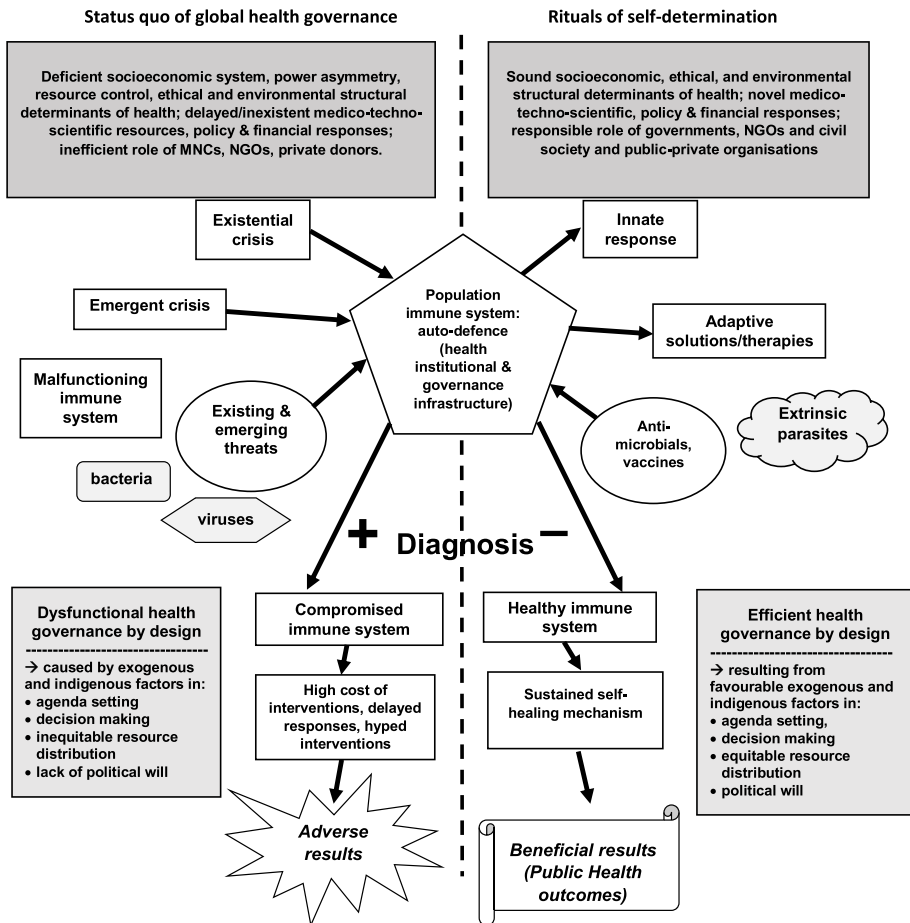 Status quo of global health governance
Rituals of self-determination
Deficient socioeconomic system, power asymmetry,
resource control, ethical and environmental structural
determinants of health; delayed/inexistent medico-techno-
scientific resources, policy & financial responses;
inefficient role of MNCs, NGOs, private donors.
Sound socioeconomic, ethical, and environmental
structural determinants of health; novel medico-
techno-scientific, policy & financial responses;
responsible role of governments, NGOs and civil
society and public-private organisations
Existential
crisis
Innate
response
Emergent crisis
Population
immune system:
auto-defence
(health
institutional &
governance
infrastructure)
Adaptive
solutions/therapies
Malfunctioning
immune
system
Existing &
emerging
threats
Anti-
microbials,
vaccines
Extrinsic
parasites
bacteria
viruses
+ Diagnosis –
Dysfunctional health
governance by design
----------------------------------
→ caused by exogenous
and indigenous factors in:
• agenda setting
• decision making
• inequitable resource
distribution
• lack of political will
Compromised
immune system
High cost of
interventions, delayed
responses, hyped
interventions
Adverse
results
Healthy immune
system
Sustained self-
healing mechanism
Beneficial results
(Public Health
outcomes)
Efficient health
governance by design
----------------------------------
→ resulting from
favourable exogenous and
indigenous factors in:
• agenda setting,
• decision making
• equitable resource
distribution
• political will